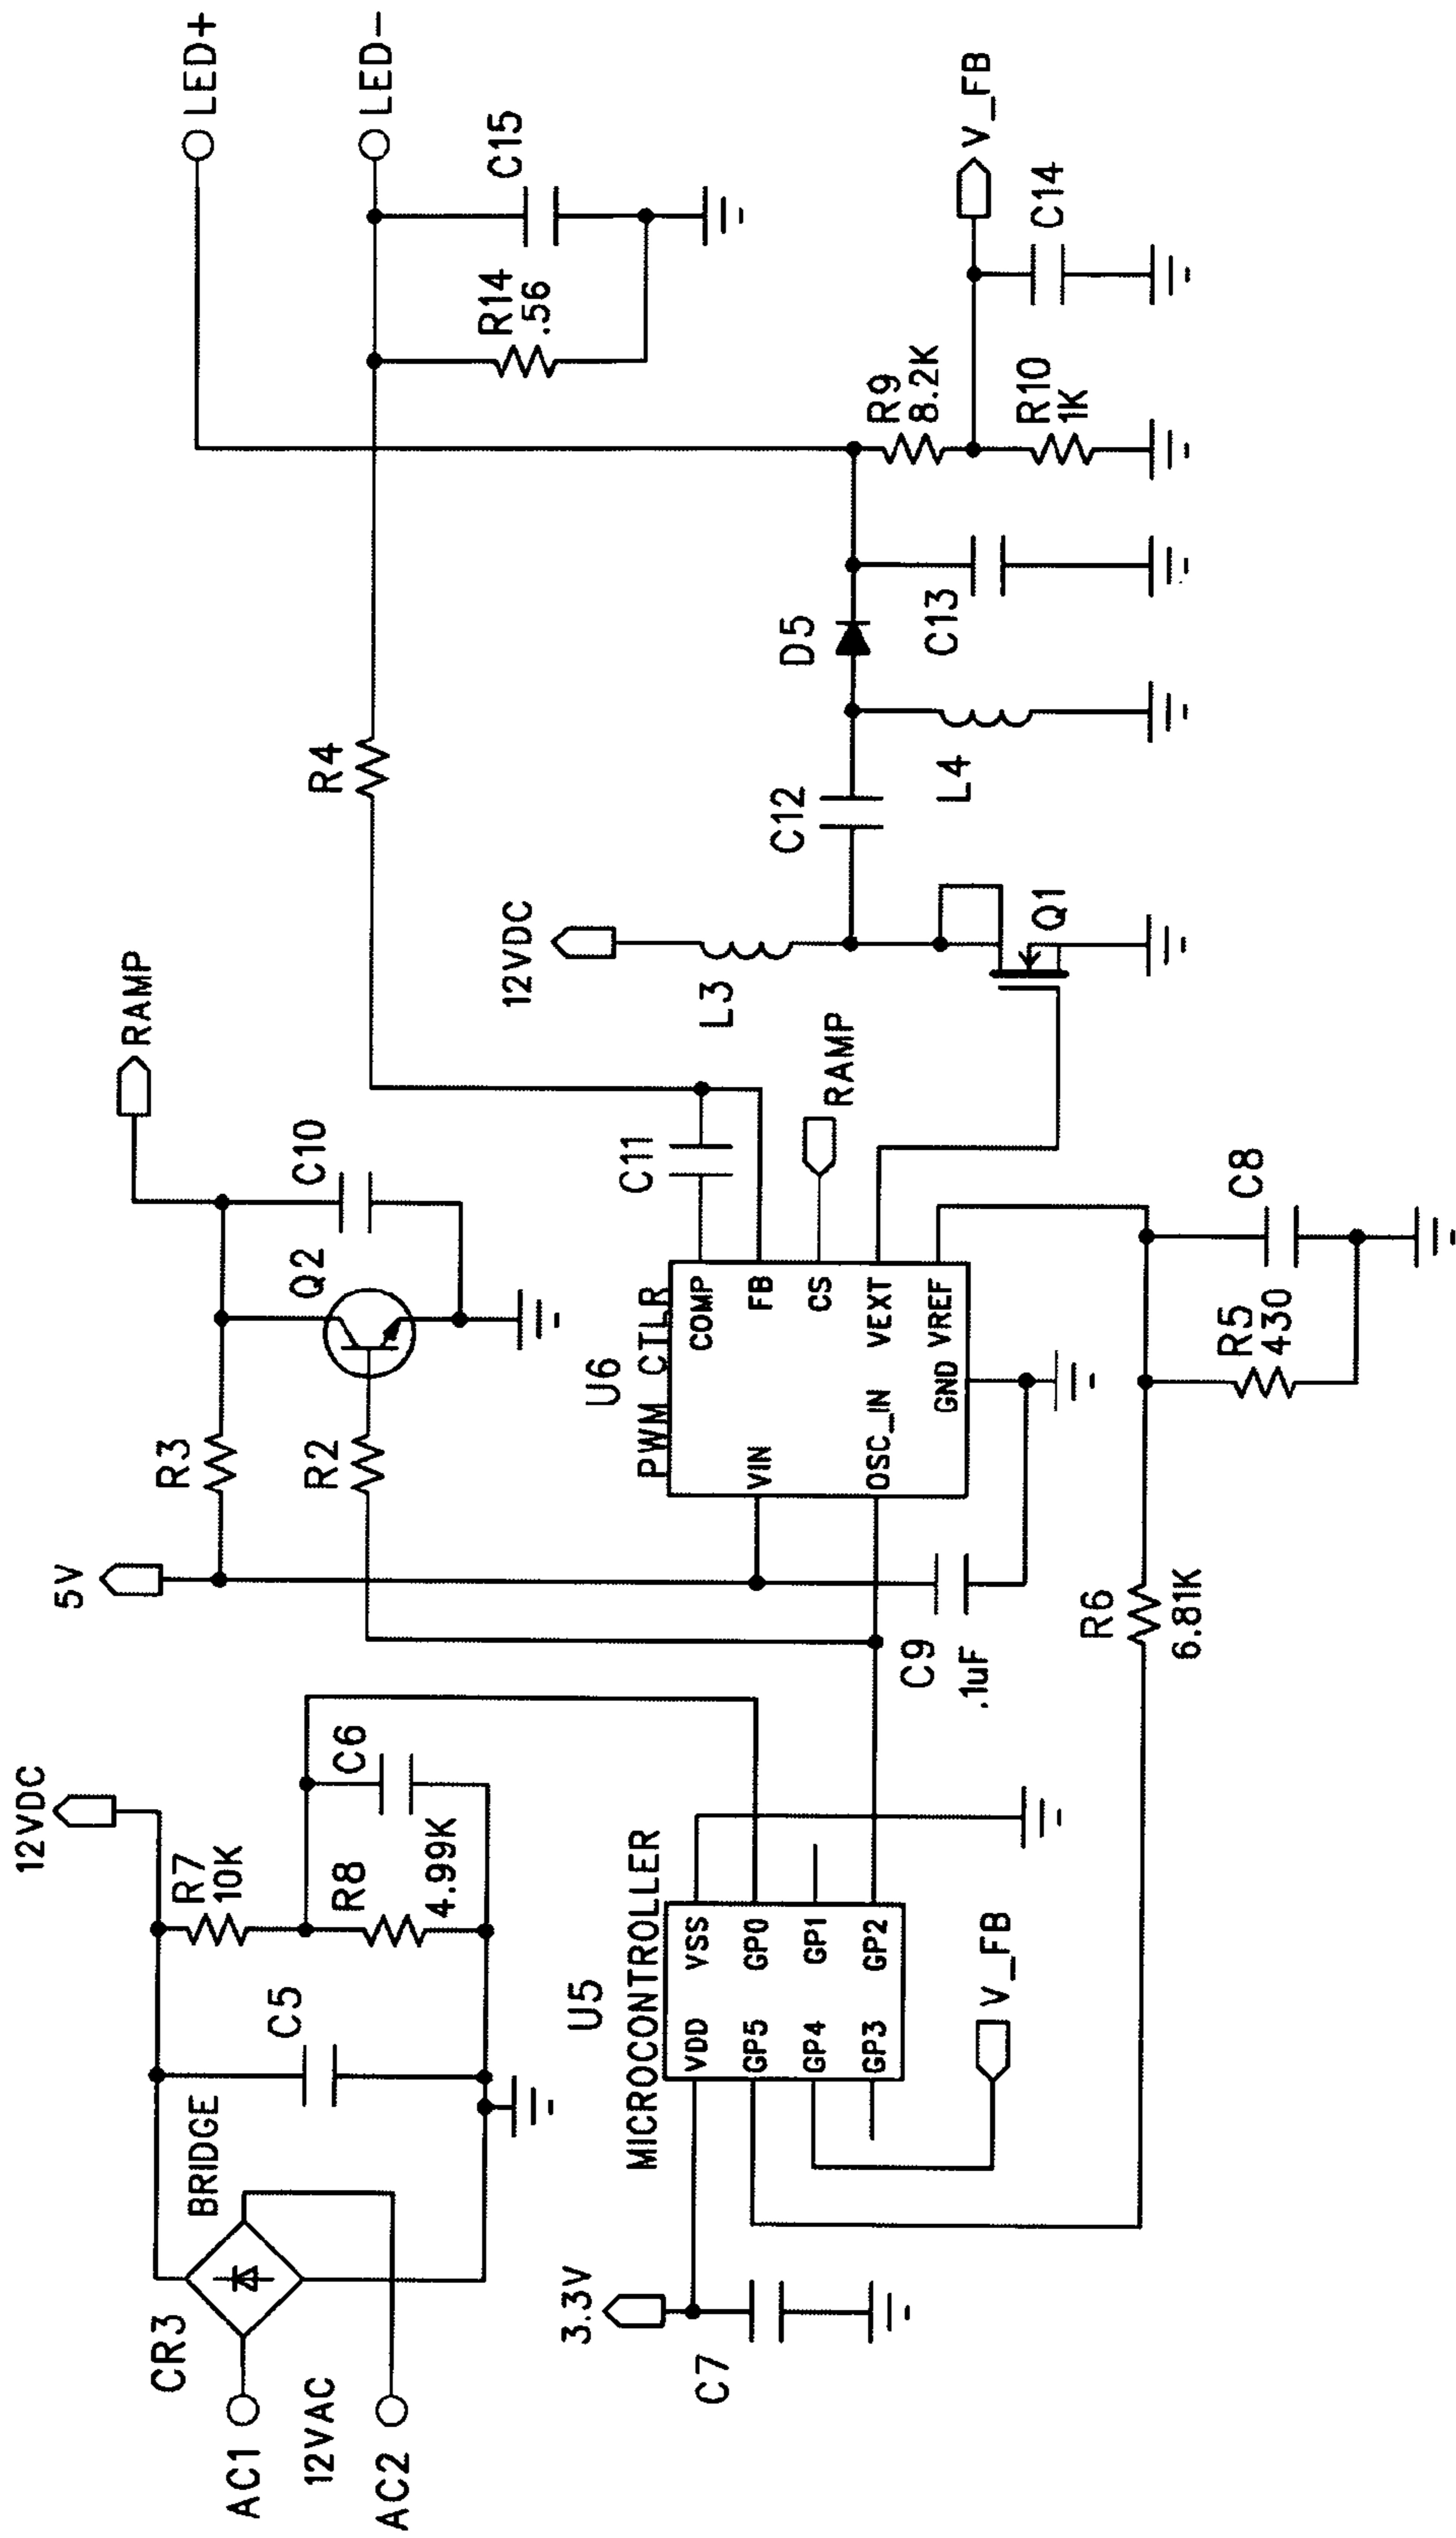 12VDC
CR3
BRIDGE
AC1
12VAC
AC2
C5
R7
10K
R8
4.99K
C6
5V
R3
R2
Q2
C10
RAMP
R4
LED+
LED-
R14
.56
C15
3.3V
C7
U5
MICROCONTROLLER
VDD
VSS
GP5
GP0
GP4
GP1
GP3
GP2
V_FB
C9
.1uF
U6
PWM CTLR
VIN
COMP
FB
CS
OSC_IN
VEXT
GND
VREF
C11
RAMP
12VDC
L3
Q1
C12
L4
D5
C13
R9
8.2K
R10
1K
V_FB
C14
R6
6.81K
R5
430
C8